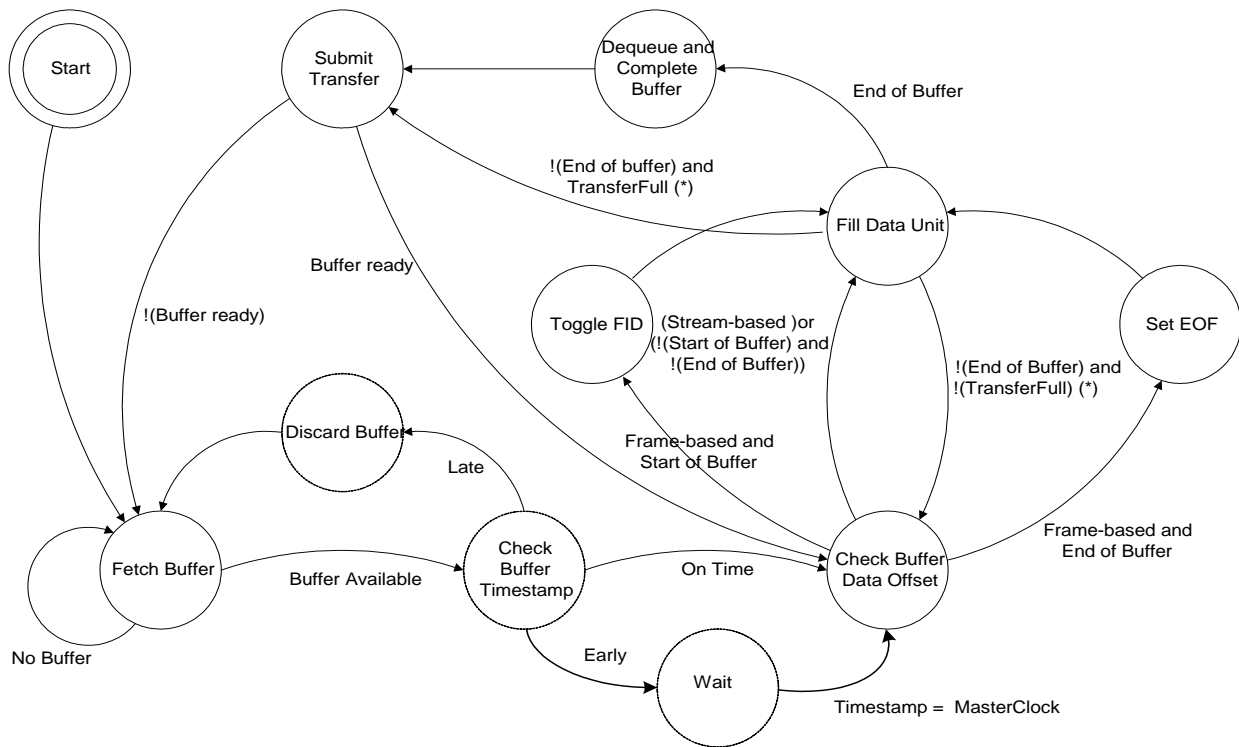 Start
Submit
Transfer
Dequeue and
Complete
Buffer
End of Buffer
!(End of buffer) and
TransferFull (*)
Fill Data Unit
Buffer ready
!(Buffer ready)
Toggle FID
(Stream-based )or
(!(Start of Buffer) and
!(End of Buffer))
Set EOF
!(End of Buffer) and
!(TransferFull) (*)
Discard Buffer
Late
Frame-based and
Start of Buffer
Fetch Buffer
Buffer Available
Check
Buffer
Timestamp
On Time
Check Buffer
Data Offset
Frame-based and
End of Buffer
No Buffer
Early
Wait
Timestamp =  MasterClock